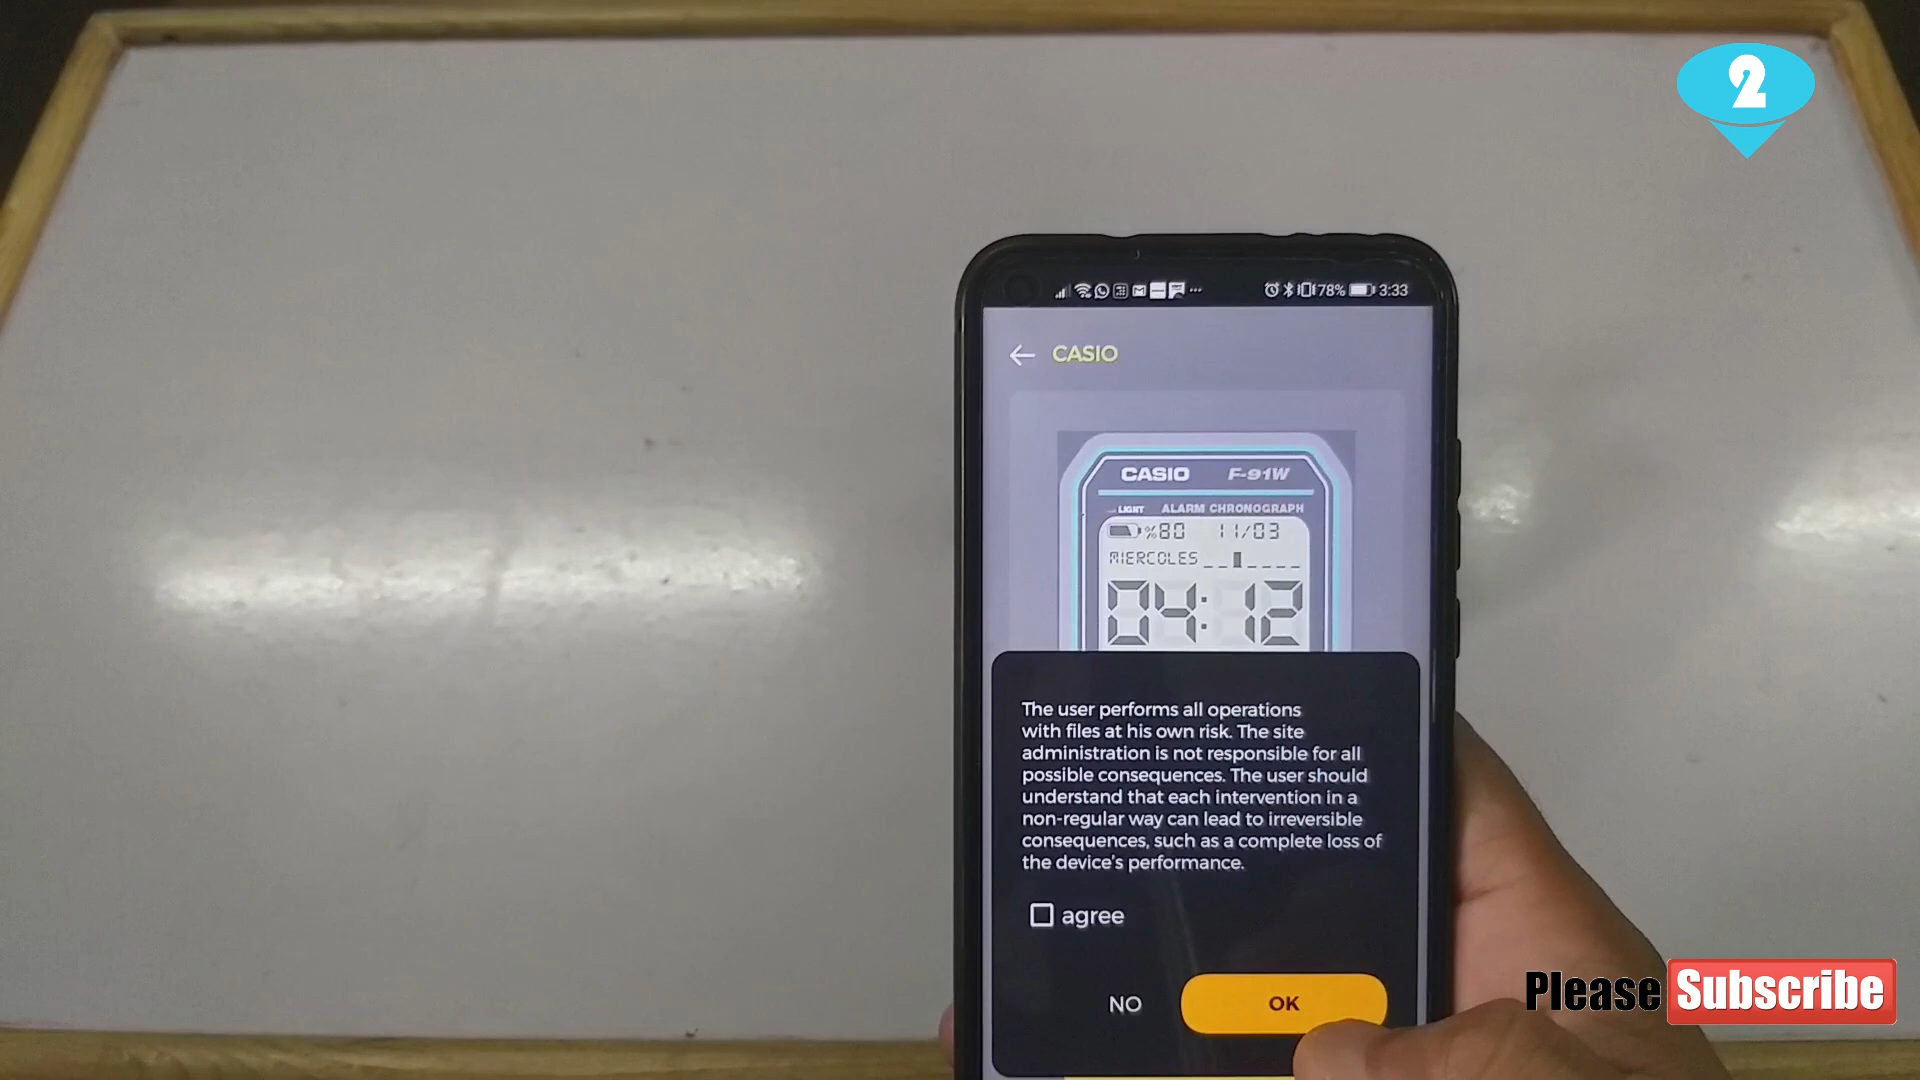 2
78% 3:33
CASIO
CASIO F-91W
LIGHT ALARM CHRONOGRAPH
%80 11/03
MIERCOLES
04:12
The user performs all operations
with files at his own risk. The site
administration is not responsible for all
possible consequences. The user should
understand that each intervention in a
non-regular way can lead to irreversible
consequences, such as a complete loss of
the device's performance.
agree
NO OK
Please Subscribe